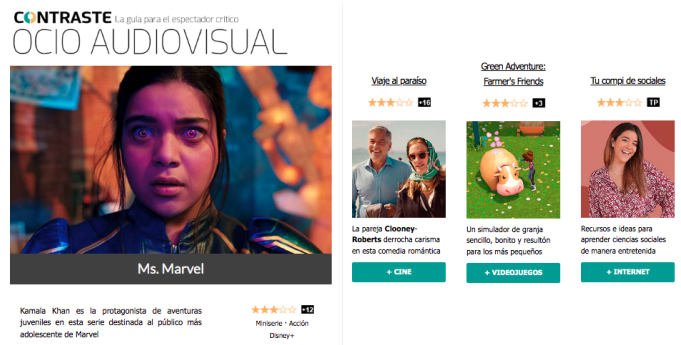 CONTRASTE La guía para el espectador crítico
OCIO AUDIOVISUAL
Ms. Marvel
Kamala Khan es la protagonista de aventuras
juveniles en esta serie destinada al público más
adolescente de Marvel
+12
Miniserie · Acción
Disney+
Viaje al paraíso
+16
La pareja Clooney-
Roberts derrocha carisma
en esta comedia romántica
+ CINE
Green Adventure:
Farmer's Friends
+3
Un simulador de granja
sencillo, bonito y resultón
para los más pequeños
+ VIDEOJUEGOS
Tu compi de sociales
TP
Recursos e ideas para
aprender ciencias sociales
de manera entretenida
+ INTERNET